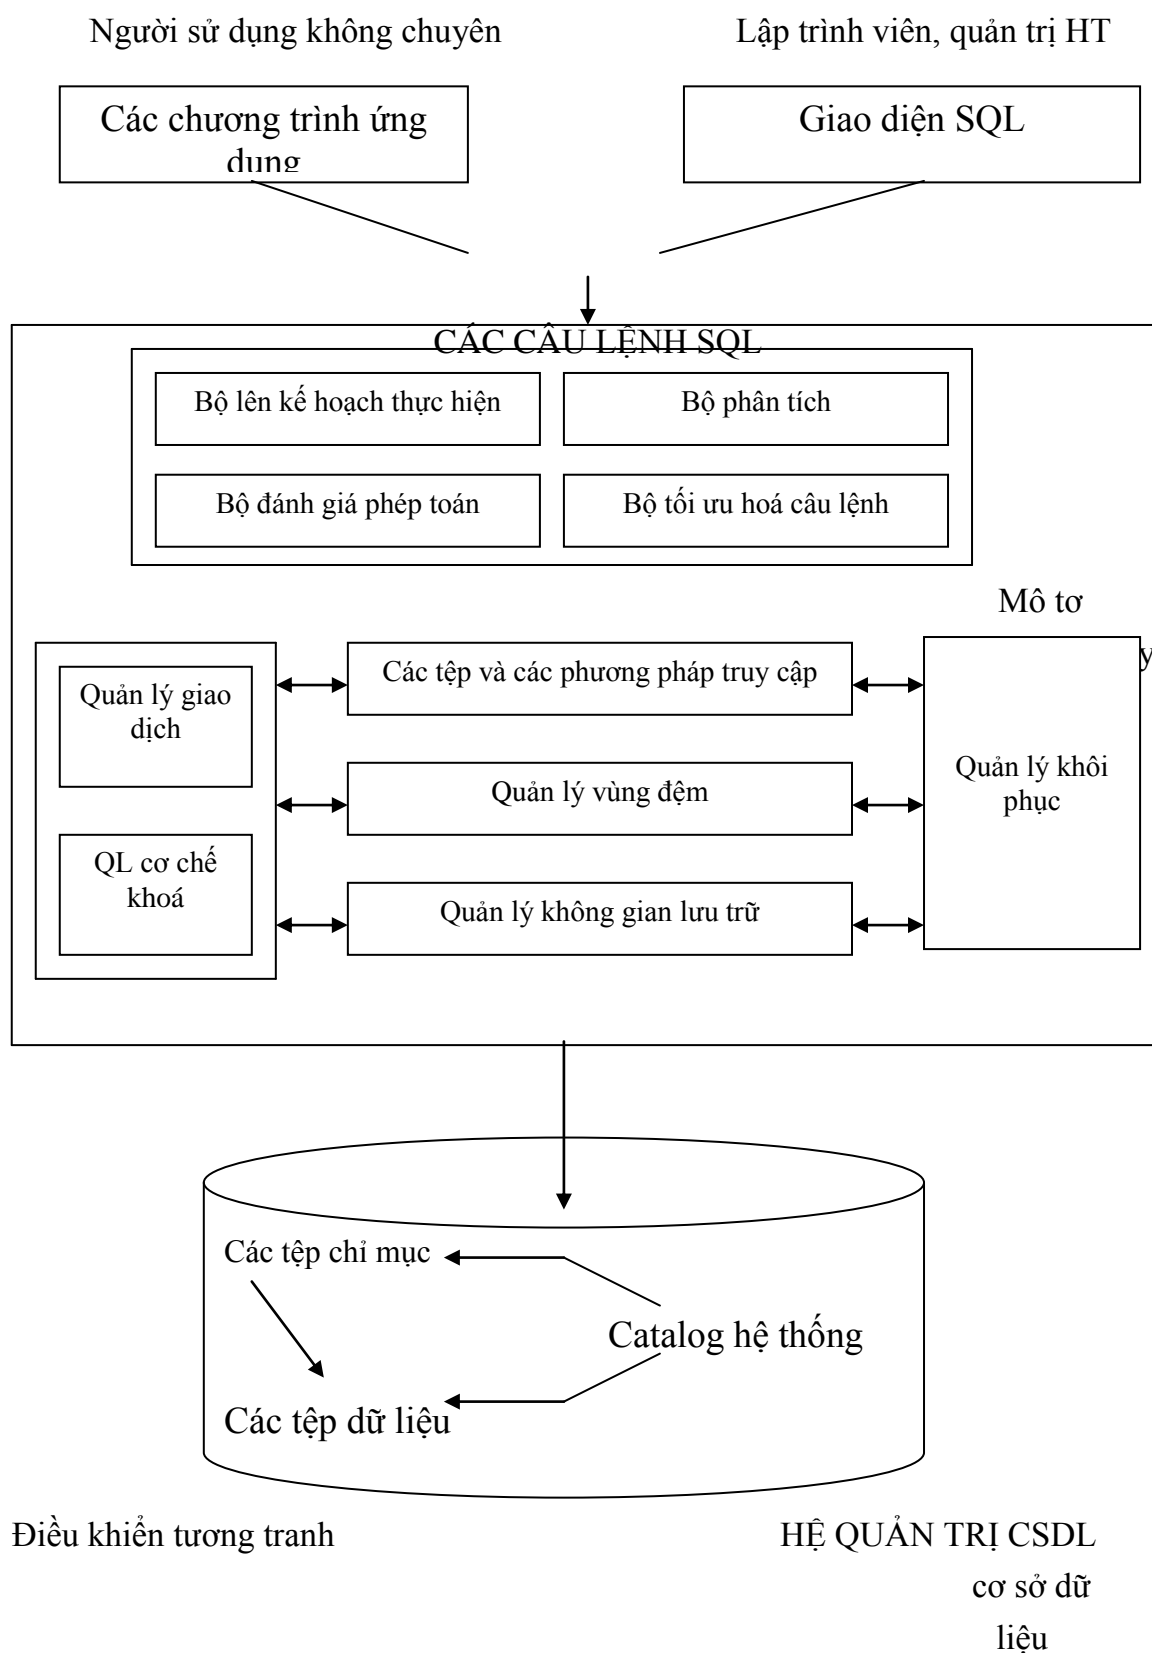 Người sử dụng không chuyên
Lập trình viên, quản trị HT
Các chương trình ứng
dụng
Giao diện SQL
CÁC CÂU LỆNH SQL
Bộ lên kế hoạch thực hiện
Bộ phân tích
Bộ đánh giá phép toán
Bộ tối ưu hoá câu lệnh
Mô tơ
y
Quản lý giao
dịch
Các tệp và các phương pháp truy cập
Quản lý khôi
phục
Quản lý vùng đệm
QL cơ chế
khoá
Quản lý không gian lưu trữ
Các tệp chỉ mục
Catalog hệ thống
Các tệp dữ liệu
Điều khiển tương tranh
HỆ QUẢN TRỊ CSDL
cơ sở dữ
liệu